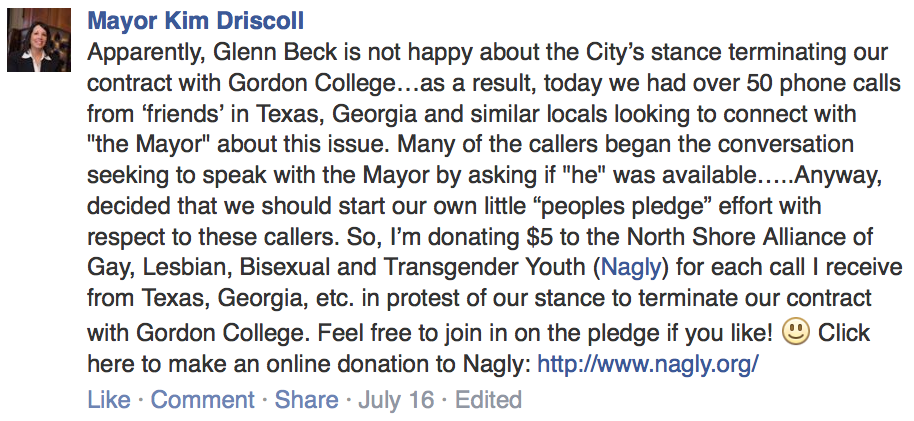 Mayor Kim Driscoll
Apparently, Glenn Beck is not happy about the City’s stance terminating our
contract with Gordon College…as a result, today we had over 50 phone calls
from ‘friends’ in Texas, Georgia and similar locals looking to connect with
"the Mayor" about this issue. Many of the callers began the conversation
seeking to speak with the Mayor by asking if "he" was available…..Anyway,
decided that we should start our own little “peoples pledge” effort with
respect to these callers. So, I’m donating $5 to the North Shore Alliance of
Gay, Lesbian, Bisexual and Transgender Youth (Nagly) for each call I receive
from Texas, Georgia, etc. in protest of our stance to terminate our contract
with Gordon College. Feel free to join in on the pledge if you like! 🙂 Click
here to make an online donation to Nagly: http://www.nagly.org/
Like · Comment · Share · July 16 · Edited